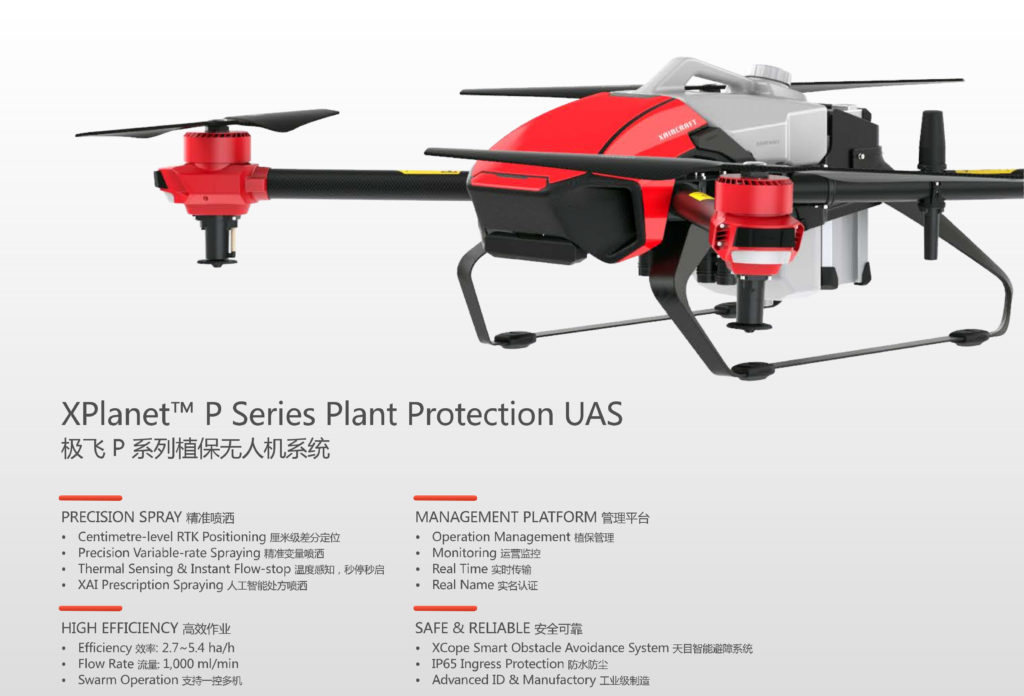 XAIRCRAFT
XPlanet™ P Series Plant Protection UAS
极飞 P 系列植保无人机系统
PRECISION SPRAY 精准喷洒
• Centimetre-level RTK Positioning 厘米级差分定位
• Precision Variable-rate Spraying 精准变量喷洒
• Thermal Sensing & Instant Flow-stop 温度感知，秒停秒启
• XAI Prescription Spraying 人工智能处方喷洒
MANAGEMENT PLATFORM 管理平台
• Operation Management 植保管理
• Monitoring 运营监控
• Real Time 实时传输
• Real Name 实名认证
HIGH EFFICIENCY 高效作业
• Efficiency 效率: 2.7~5.4 ha/h
• Flow Rate 流量: 1,000 ml/min
• Swarm Operation 支持一控多机
SAFE & RELIABLE 安全可靠
• XCope Smart Obstacle Avoidance System 天目智能避障系统
• IP65 Ingress Protection 防水防尘
• Advanced ID & Manufactory 工业级制造